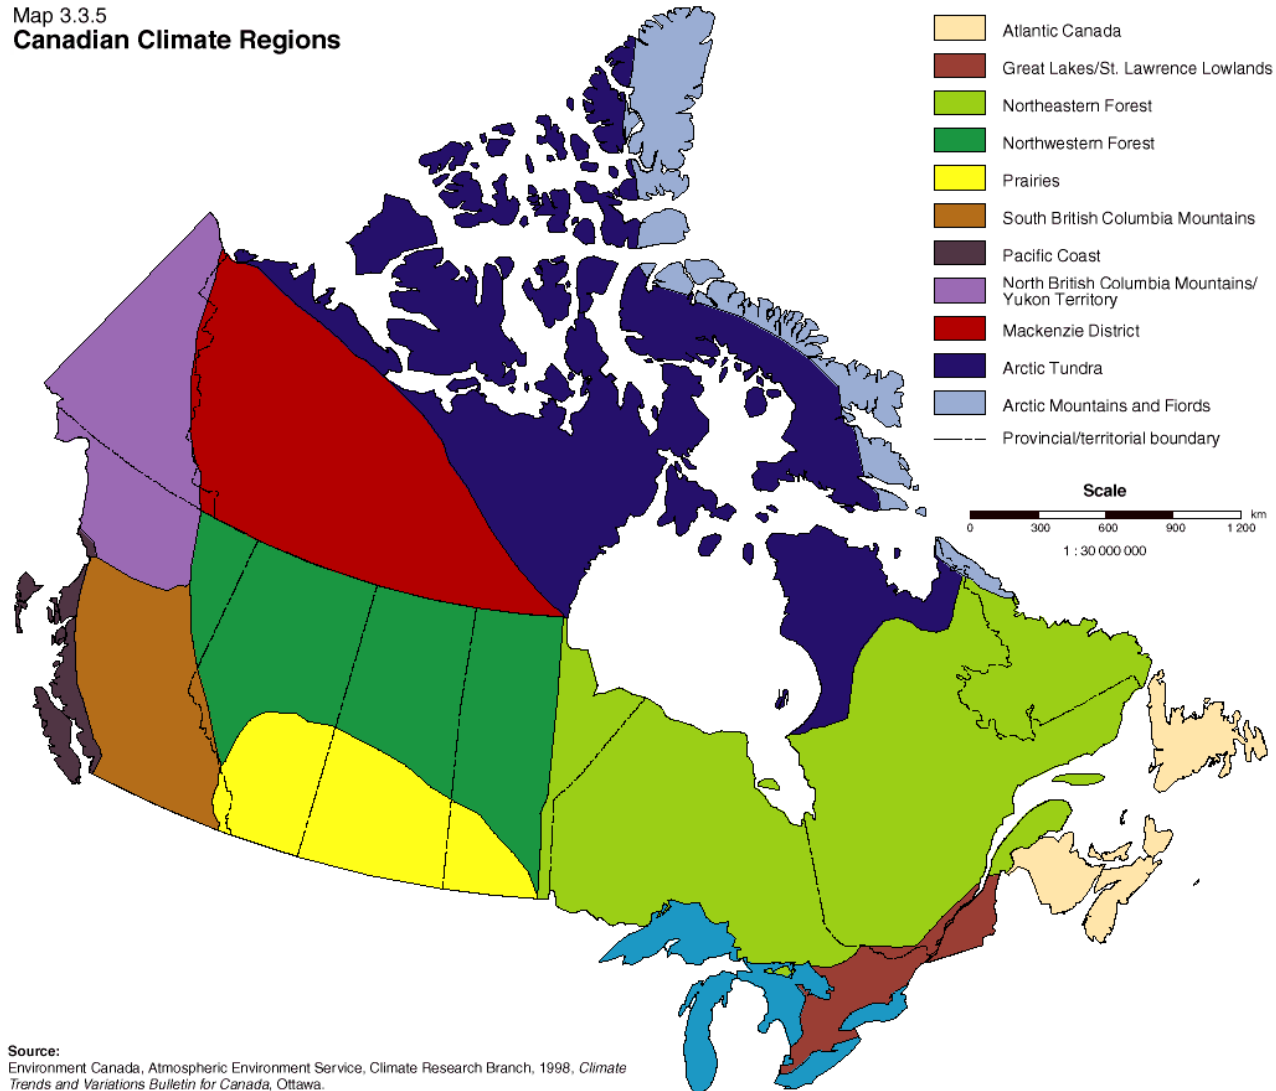 Map 3.3.5
Canadian Climate Regions
Atlantic Canada
Great Lakes/St. Lawrence Lowlands
Northeastern Forest
Northwestern Forest
Prairies
South British Columbia Mountains
Pacific Coast
North British Columbia Mountains/
Yukon Territory
Mackenzie District
Arctic Tundra
Arctic Mountains and Fiords
Provincial/territorial boundary
Scale
km
0 300 600 900 1 200
1 : 30 000 000
Source:
Environment Canada, Atmospheric Environment Service, Climate Research Branch, 1998, Climate
Trends and Variations Bulletin for Canada, Ottawa.